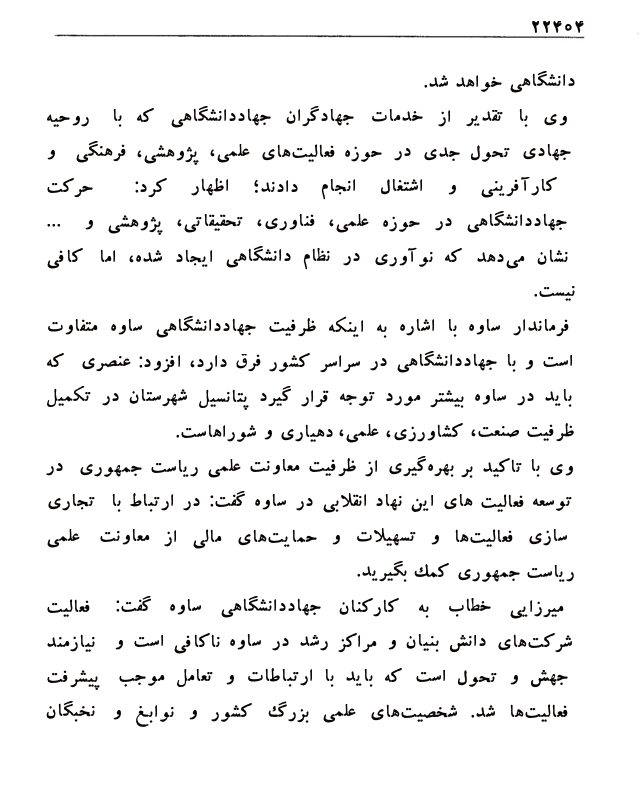 ۲۲۴۰۴
دانشگاهی خواهد شد.
وی با تقدیر از خدمات جهادگران جهاددانشگاهی که با روحیه
جهادی تحول جدی در حوزه فعالیت‌های علمی، پژوهشی، فرهنگی و
کارآفرینی و اشتغال انجام دادند؛ اظهار کرد: حرکت
جهاددانشگاهی در حوزه علمی، فناوری، تحقیقاتی، پژوهشی و ...
نشان می‌دهد که نوآوری در نظام دانشگاهی ایجاد شده، اما کافی
نیست.
فرماندار ساوه با اشاره به اینکه ظرفیت جهاددانشگاهی ساوه متفاوت
است و با جهاددانشگاهی در سراسر کشور فرق دارد، افزود: عنصری که
باید در ساوه بیشتر مورد توجه قرار گیرد پتانسیل شهرستان در تکمیل
ظرفیت صنعت، کشاورزی، علمی، دهیاری و شوراهاست.
وی با تاکید بر بهره‌گیری از ظرفیت معاونت علمی ریاست جمهوری در
توسعه فعالیت های این نهاد انقلابی در ساوه گفت: در ارتباط با تجاری
سازی فعالیت‌ها و تسهیلات و حمایت‌های مالی از معاونت علمی
ریاست جمهوری کمک بگیرید.
میرزایی خطاب به کارکنان جهاددانشگاهی ساوه گفت: فعالیت
شرکت‌های دانش بنیان و مراکز رشد در ساوه ناکافی است و نیازمند
جهش و تحول است که باید با ارتباطات و تعامل موجب پیشرفت
فعالیت‌ها شد. شخصیت‌های علمی بزرگ کشور و نوابغ و نخبگان